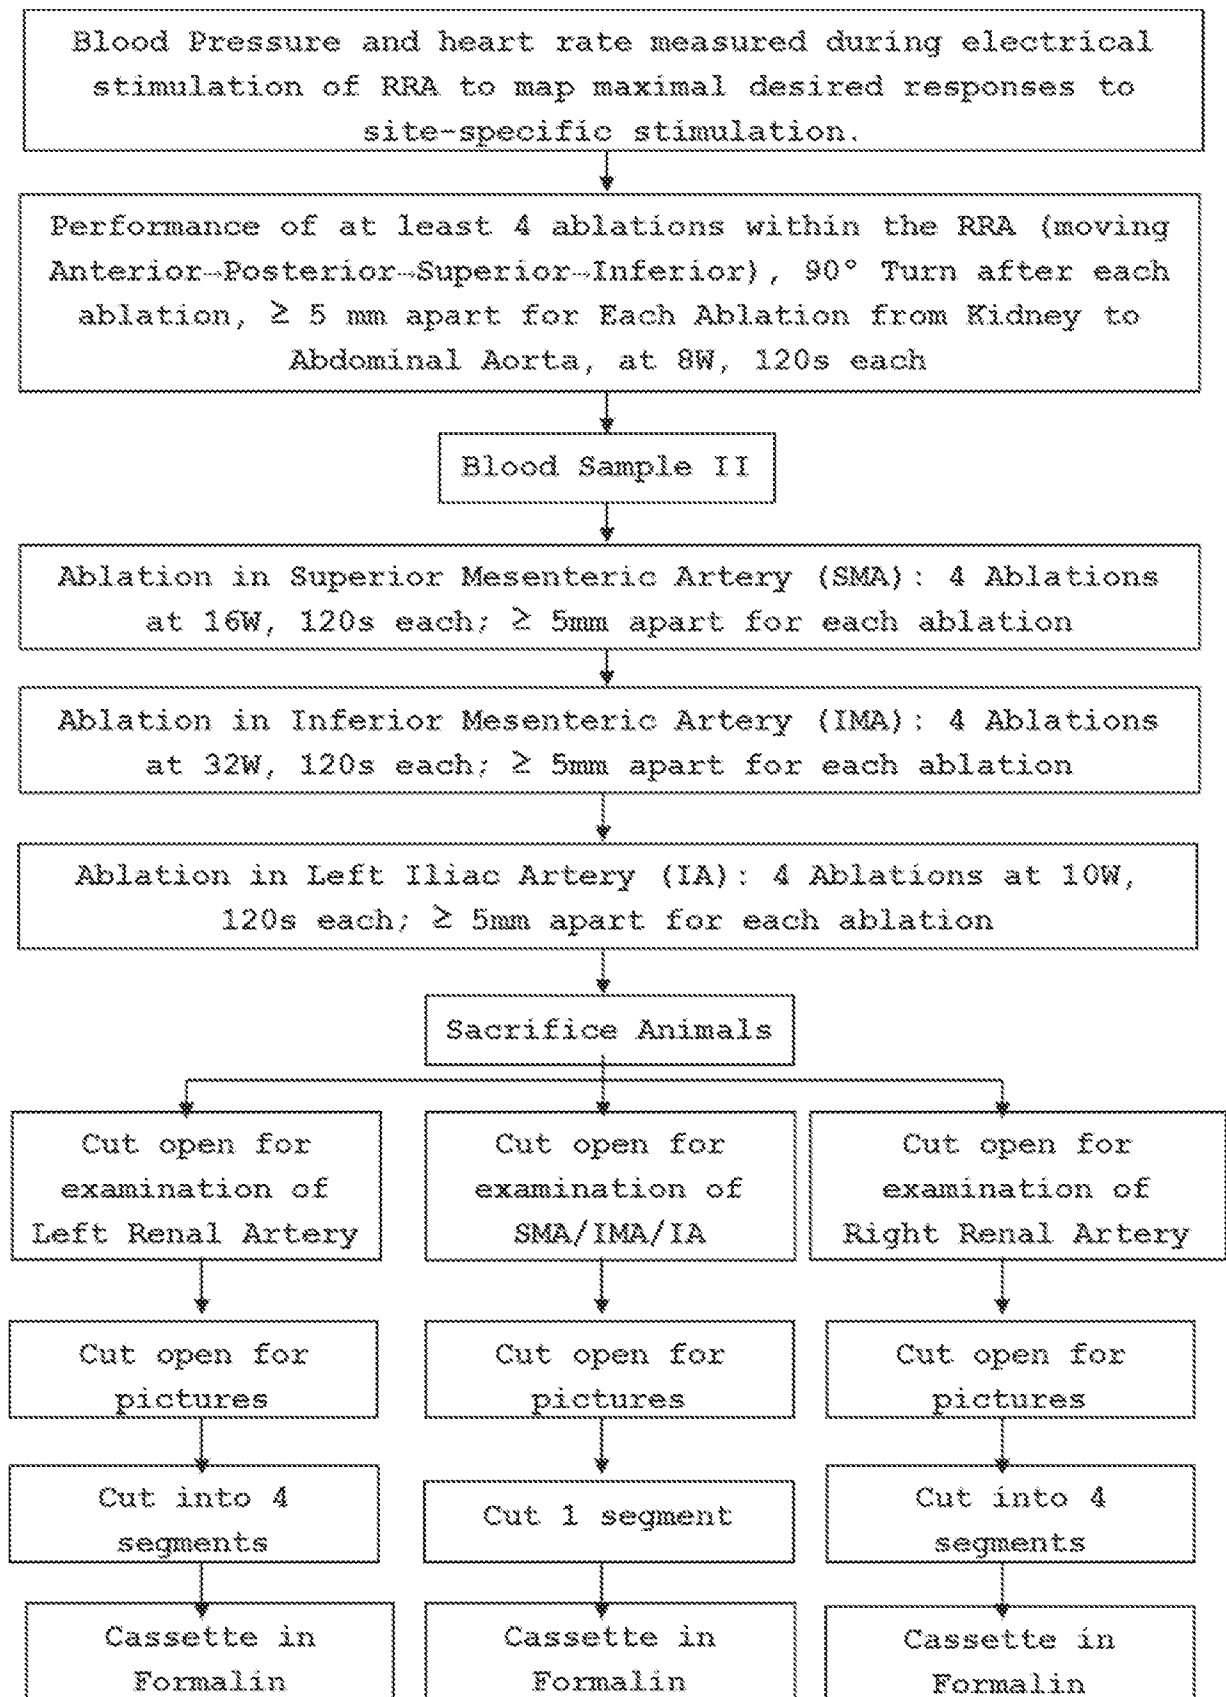 Blood Pressure and heart rate measured during electrical
stimulation of RRA to map maximal desired responses to
site-specific stimulation.
Performance of at least 4 ablations within the RRA (moving
Anterior→Posterior→Superior→Inferior), 90° Turn after each
ablation, ≥ 5 mm apart for Each Ablation from Kidney to
Abdominal Aorta, at 8W, 120s each
Blood Sample II
Ablation in Superior Mesenteric Artery (SMA): 4 Ablations
at 16W, 120s each; ≥ 5mm apart for each ablation
Ablation in Inferior Mesenteric Artery (IMA): 4 Ablations
at 32W, 120s each; ≥ 5mm apart for each ablation
Ablation in Left Iliac Artery (IA): 4 Ablations at 10W,
120s each; ≥ 5mm apart for each ablation
Sacrifice Animals
Cut open for
examination of
Left Renal Artery
Cut open for
examination of
SMA/IMA/IA
Cut open for
examination of
Right Renal Artery
Cut open for
pictures
Cut open for
pictures
Cut open for
pictures
Cut into 4
segments
Cut 1 segment
Cut into 4
segments
Cassette in
Formalin
Cassette in
Formalin
Cassette in
Formalin